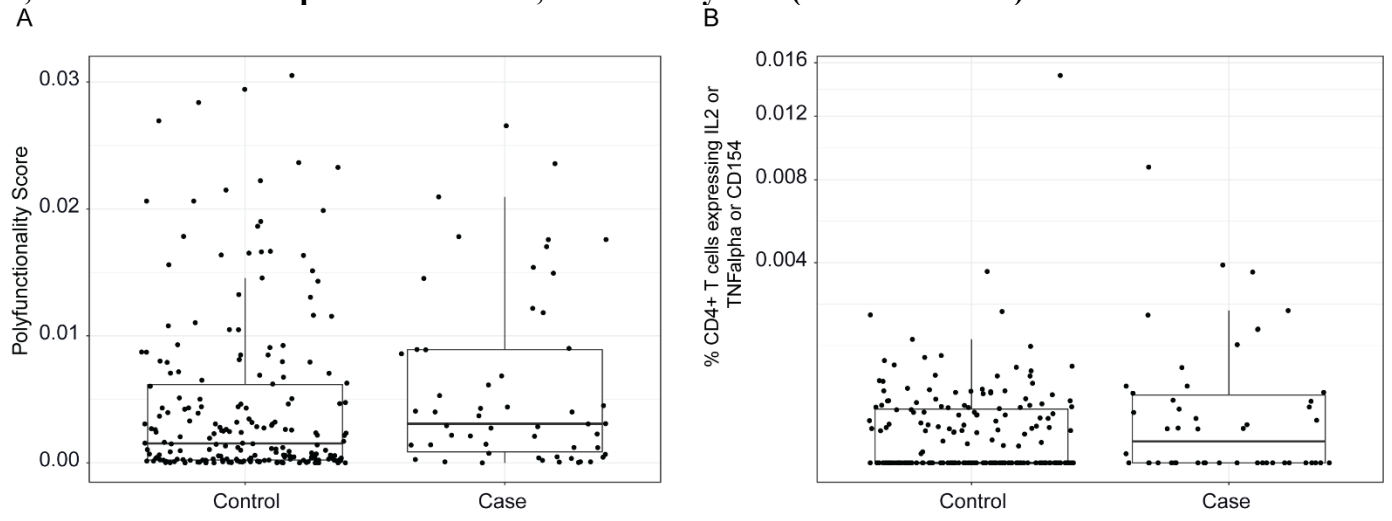 A
B
Polyfunctionality Score
0.03
0.02
0.01
0.00
Control
Case
% CD4+ T cells expressing IL2 or
TNFalpha or CD154
0.016
0.012
0.008
0.004
Control
Case